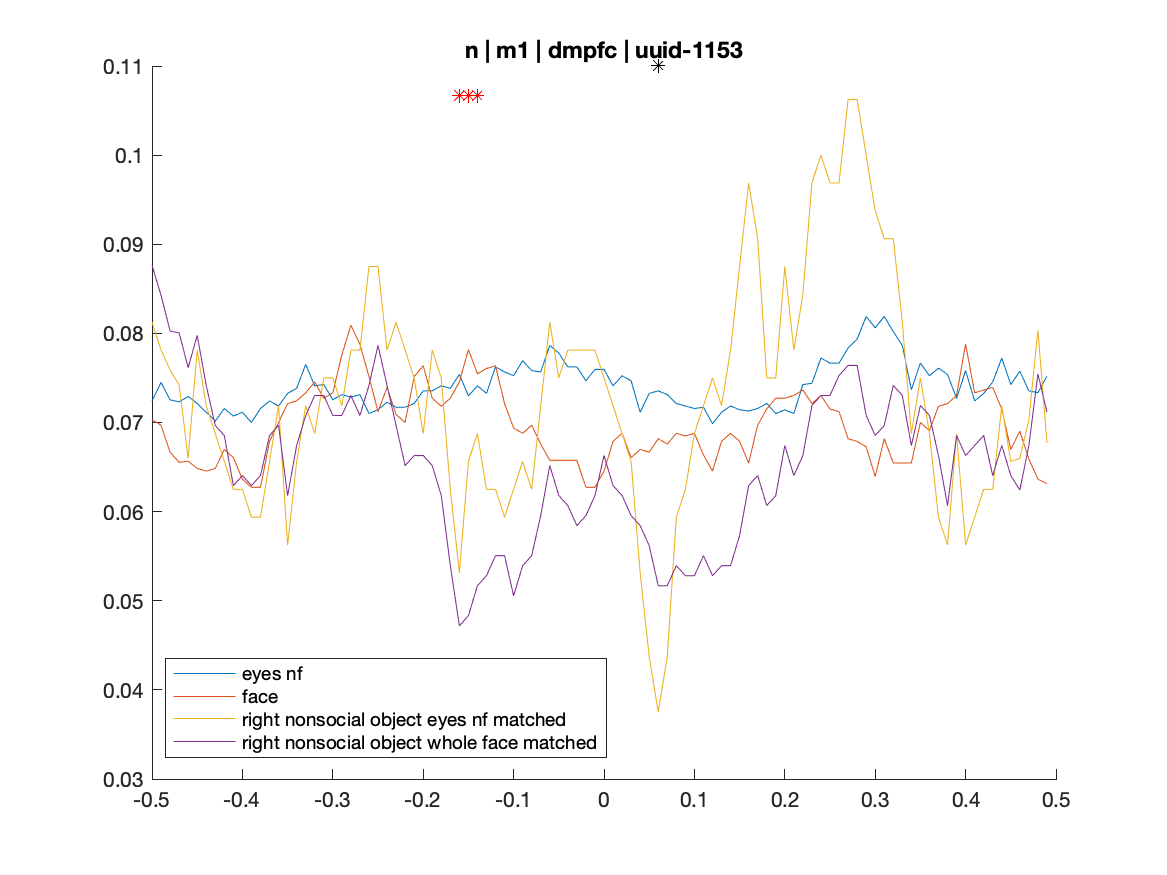 n | m1 | dmpfc | uuid-1153
0.11
0.1
0.09
0.08
0.07
0.06
0.05
0.04
0.03
eyes nf
face
right nonsocial object eyes nf matched
right nonsocial object whole face matched
-0.5 -0.4 -0.3 -0.2 -0.1 0 0.1 0.2 0.3 0.4 0.5